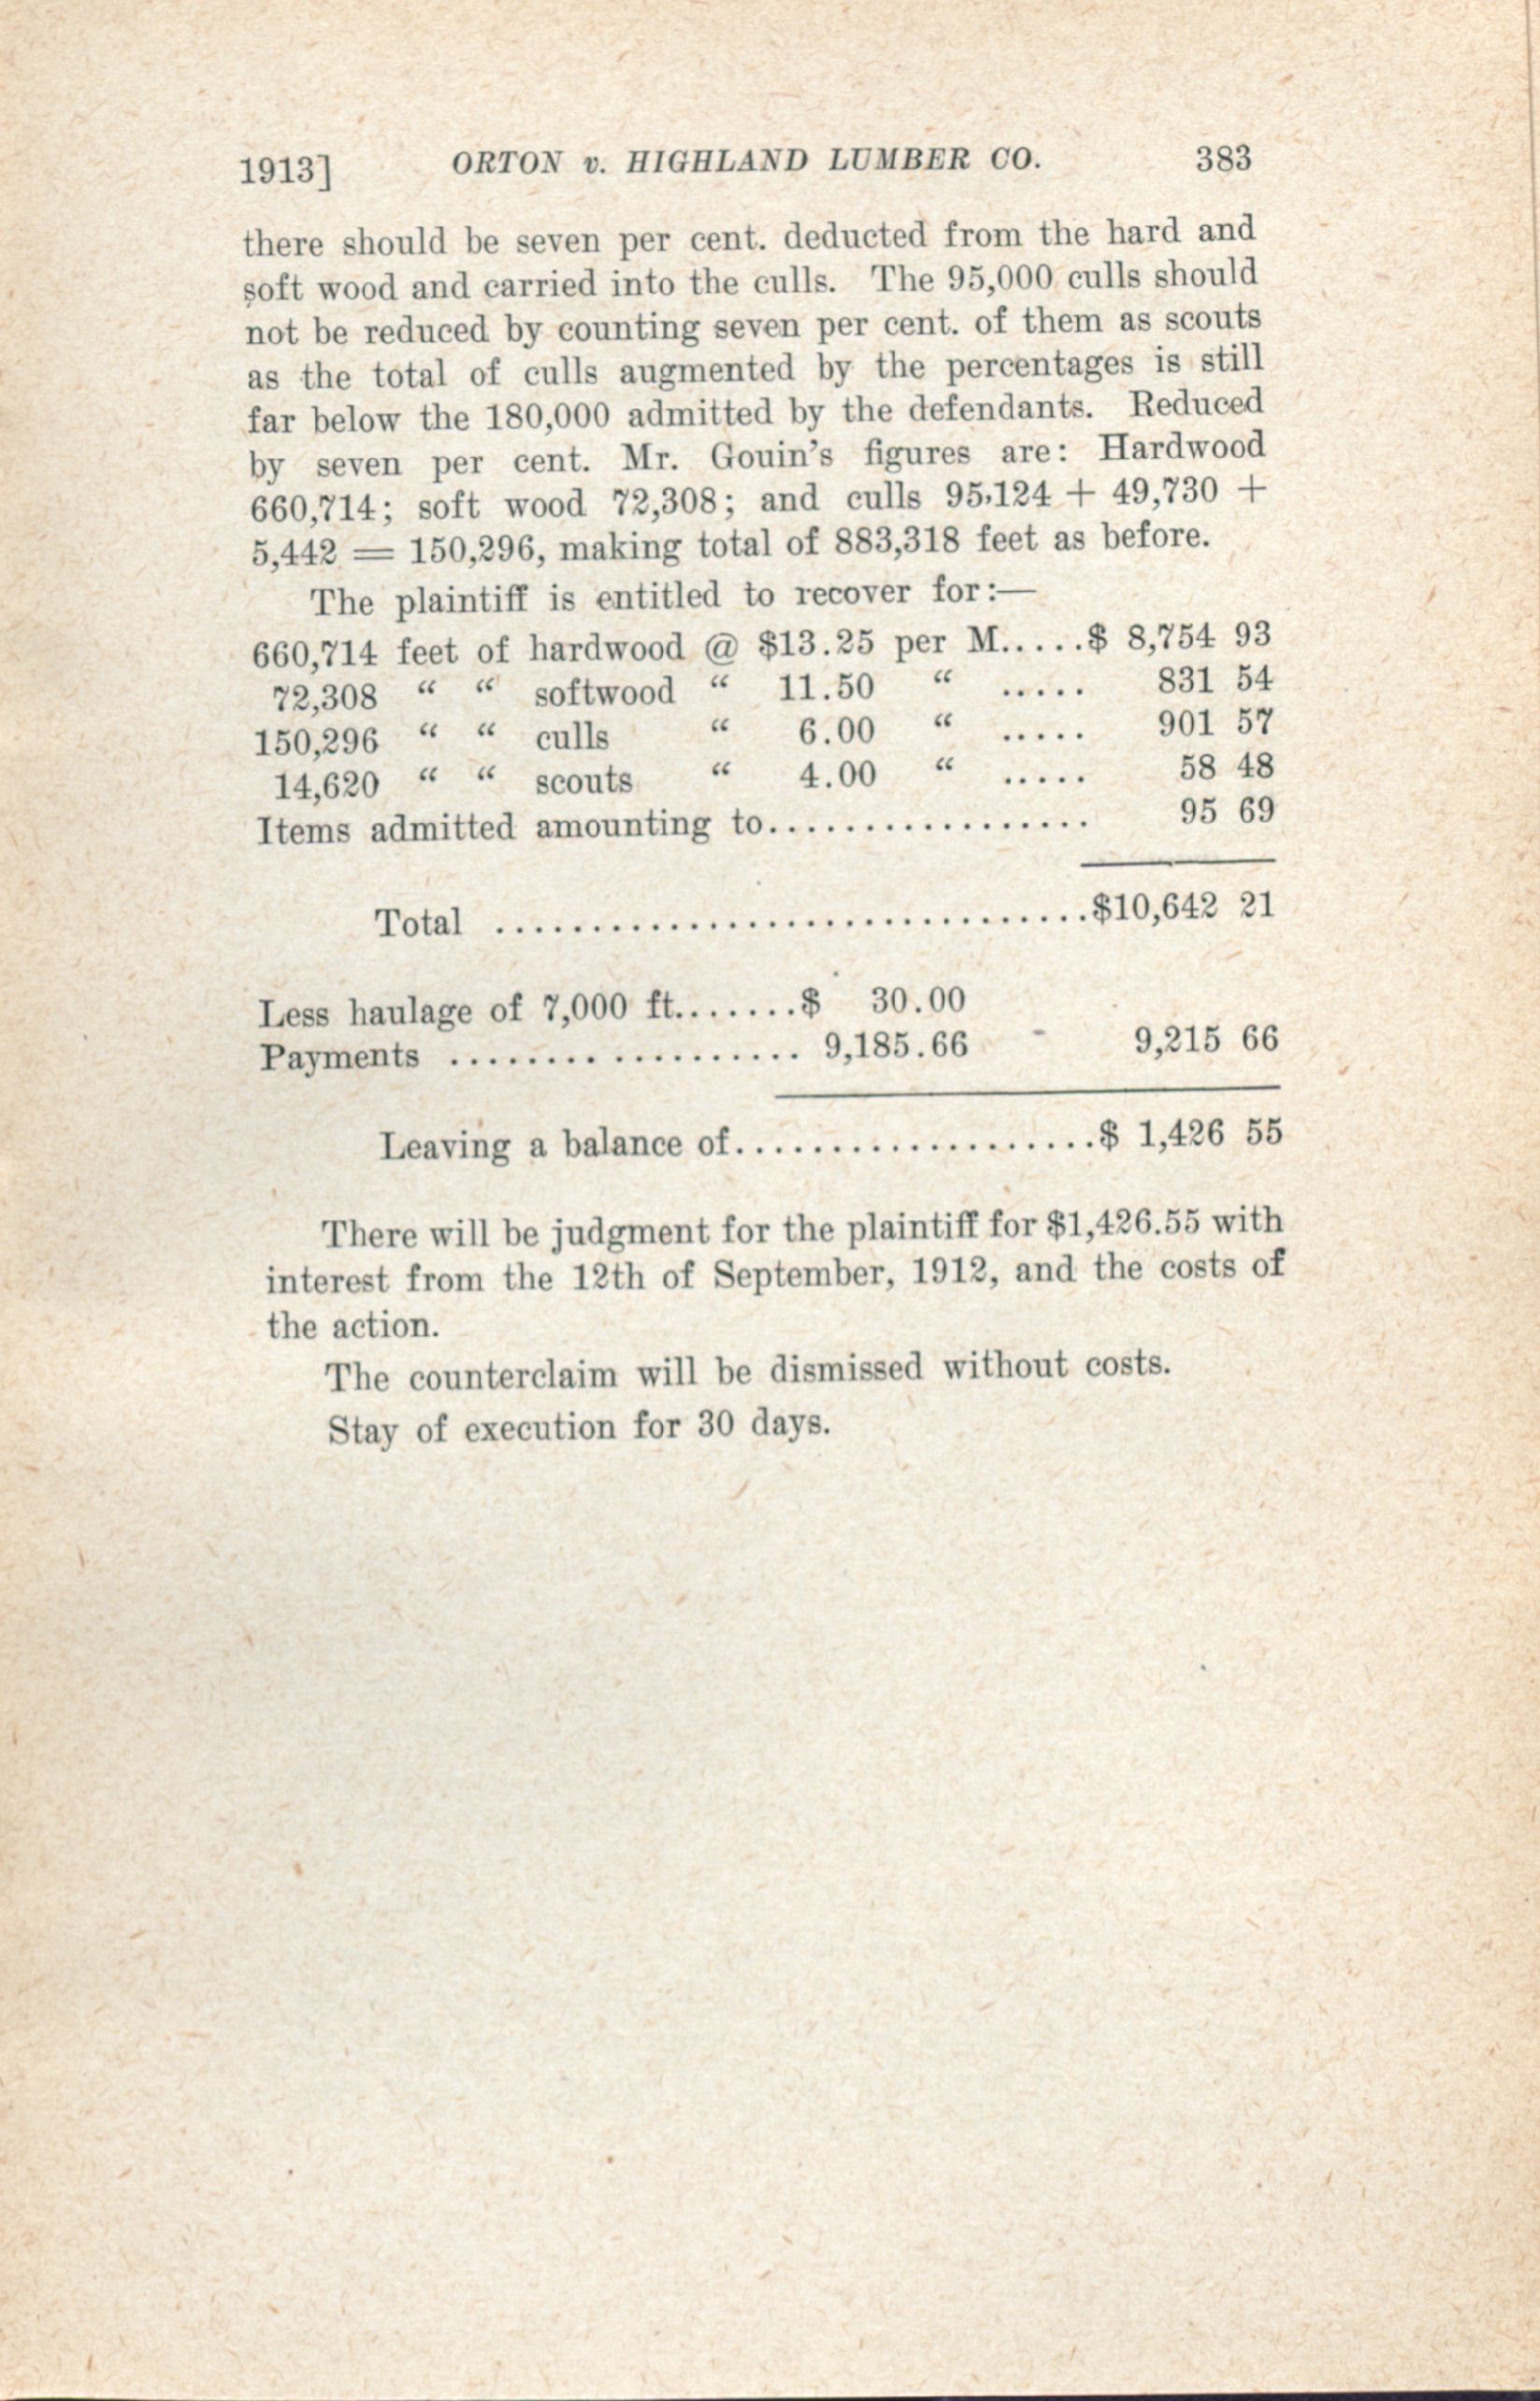 1913] ORTON v. HIGHLAND LUMBER CO. 383
there should be seven per cent. deducted from the hard and
soft wood and carried into the culls. The 95,000 culls should
not be reduced by counting seven per cent. of them as scouts
as the total of culls augmented by the percentages is still
far below the 180,000 admitted by the defendants. Reduced
by seven per cent. Mr. Gouin's figures are: Hardwood
660,714; soft wood 72,308; and culls 95,124 + 49,730 +
5,442 = 150,296, making total of 883,318 feet as before.
The plaintiff is entitled to recover for:—
660,714 feet of hardwood @ $13.25 per M.....$ 8,754 93
72,308 “ “ softwood “ 11.50 “ ..... 831 54
150,296 “ “ culls “ 6.00 “ ..... 901 57
14,620 “ “ scouts “ 4.00 “ ..... 58 48
Items admitted amounting to................. 95 69
Total ...............................$10,642 21
Less haulage of 7,000 ft.......$ 30.00
Payments .................. 9,185.66 9,215 66
Leaving a balance of...................$ 1,426 55
There will be judgment for the plaintiff for $1,426.55 with
interest from the 12th of September, 1912, and the costs of
the action.
The counterclaim will be dismissed without costs.
Stay of execution for 30 days.